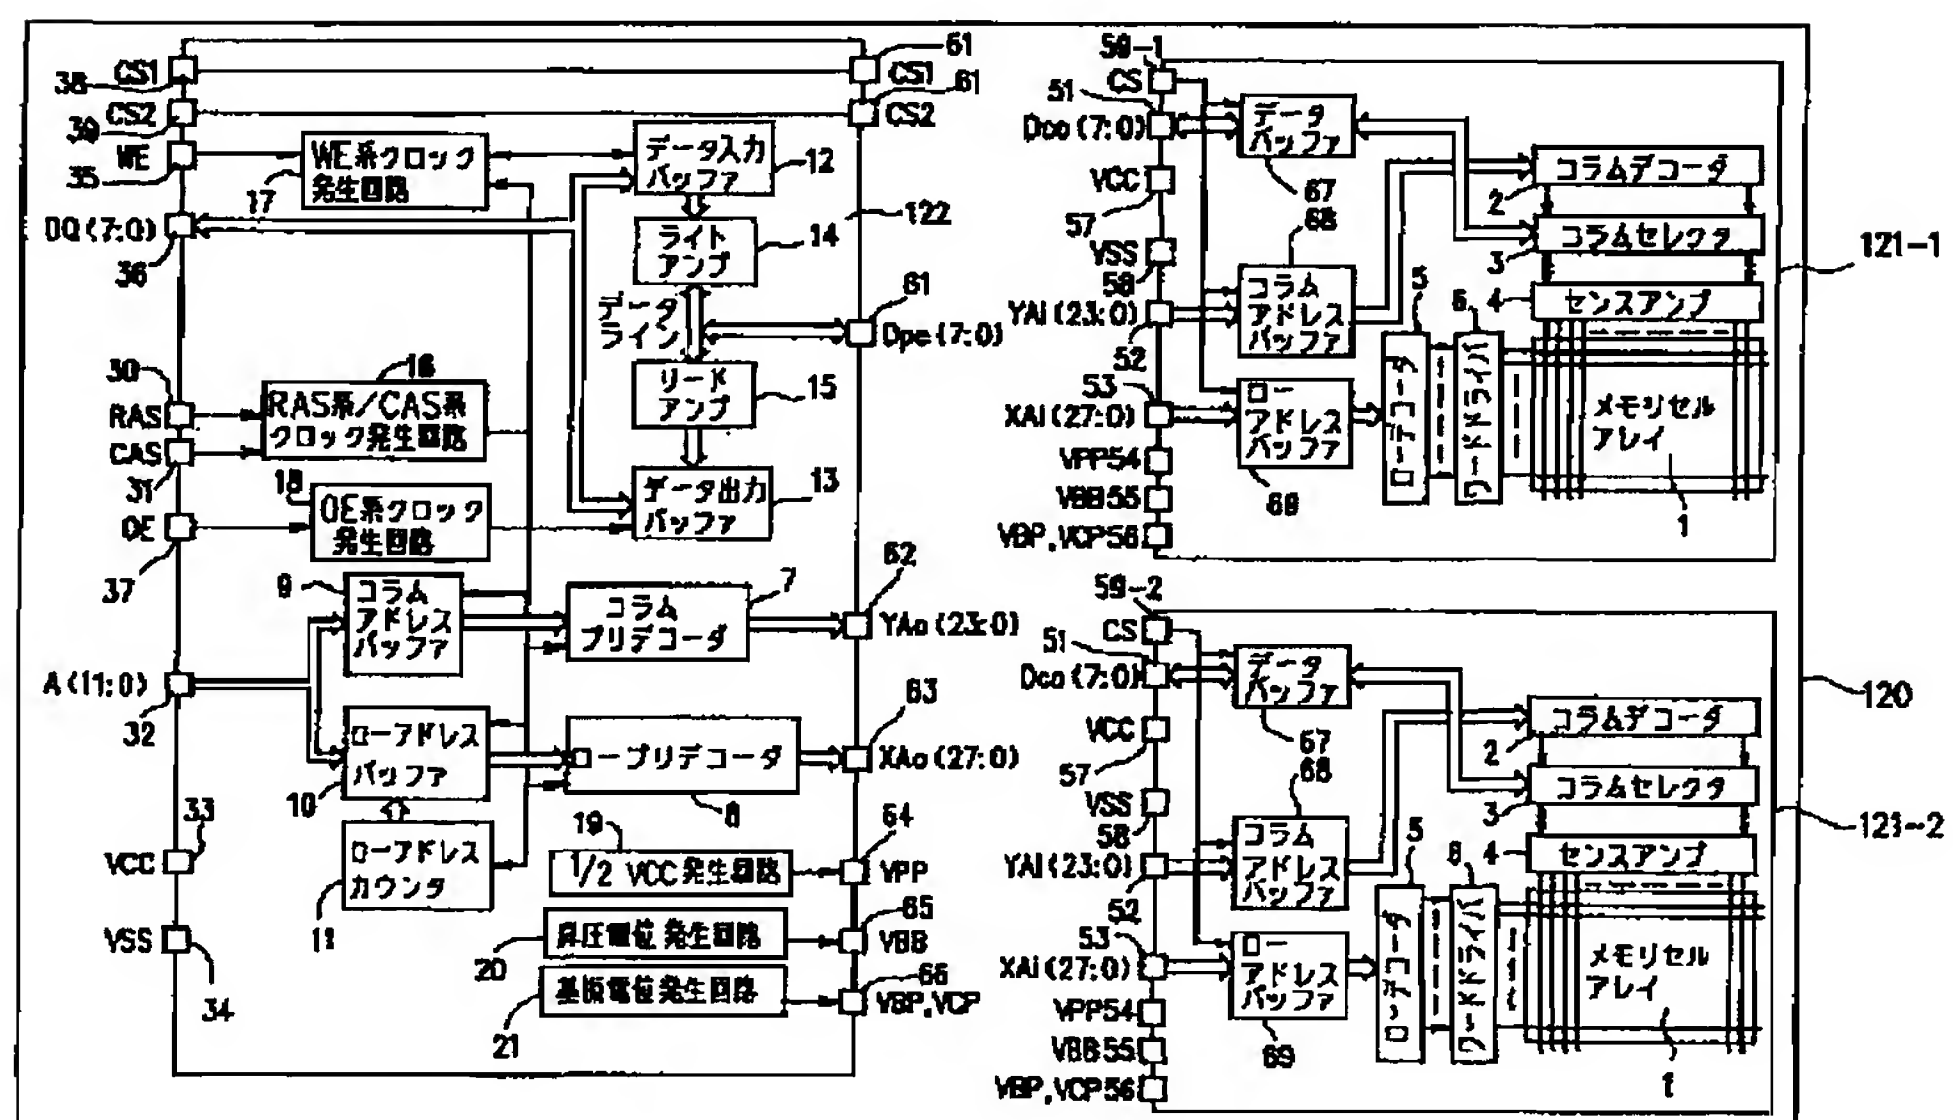 CS1
38
CS2
39
WE
35
DQ (7:0)
36
RAS
30
CAS
31
OE
37
A (11:0)
32
VCC
33
VSS
34
WE系クロック
発生回路
17
データ入力
バッファ
12
ライト
アンプ
14
データ
ライン
リード
アンプ
15
RAS系/CAS系
クロック発生回路
16
OE系クロック
発生回路
18
データ出力
バッファ
13
コラム
アドレス
バッファ
9
コラム
プリデコーダ
7
ローアドレス
バッファ
10
ロープリデコーダ
8
ローアドレス
カウンタ
11
1/2 VCC発生回路
19
昇圧電位発生回路
20
基板電位発生回路
21
61
CS1
61
CS2
122
61
Dpe (7:0)
62
YAo (23:0)
63
XAo (27:0)
64
VPP
65
VBB
66
VBP,VCP
59-1
CS
51
Dco (7:0)
VCC
57
VSS
58
YAi (23:0)
52
53
XAi (27:0)
VPP54
VBB55
VBP,VCP56
データ
バッファ
67
68
コラム
アドレス
バッファ
ロー
アドレス
バッファ
69
コラムデコーダ
2
コラムセレクタ
3
センスアンプ
4
5
ローデコーダ
6
ワードドライバ
メモリセル
アレイ
1
121-1
59-2
CS
51
Dco (7:0)
VCC
57
VSS
58
YAi (23:0)
52
53
XAi (27:0)
VPP54
VBB55
VBP,VCP56
データ
バッファ
67
68
コラム
アドレス
バッファ
ロー
アドレス
バッファ
69
コラムデコーダ
2
コラムセレクタ
3
センスアンプ
4
5
ローデコーダ
6
ワードドライバ
メモリセル
アレイ
1
120
121-2